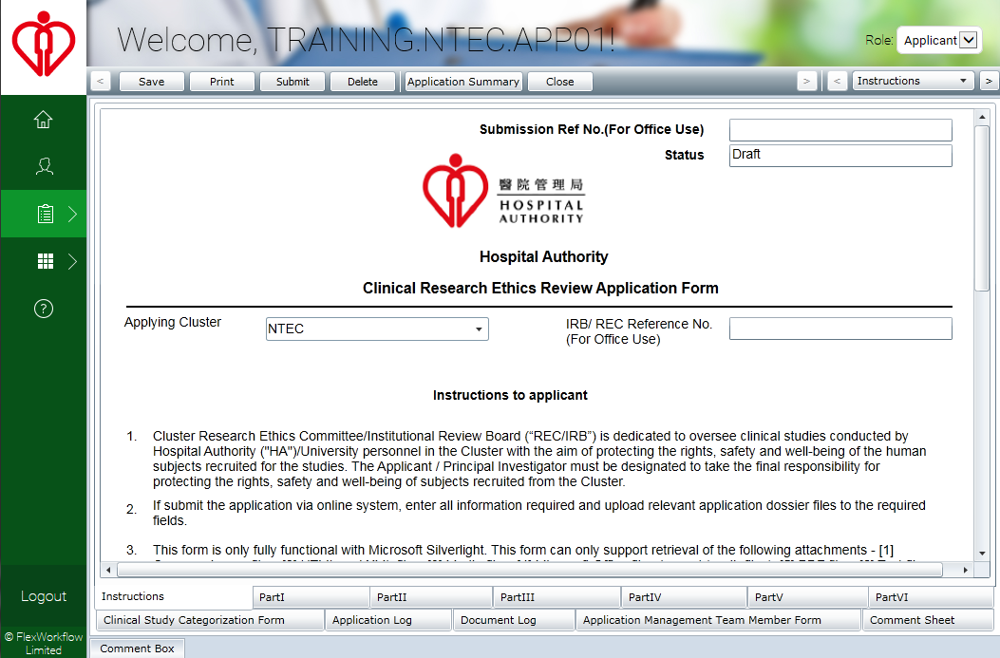 Welcome, TRAINING.NTEC.APP01!
Role: Applicant
< Save Print Submit Delete Application Summary Close > < Instructions >
Submission Ref No.(For Office Use)
Status Draft
醫院管理局
HOSPITAL
AUTHORITY
Hospital Authority
Clinical Research Ethics Review Application Form
Applying Cluster NTEC IRB/ REC Reference No.
(For Office Use)
Instructions to applicant
1. Cluster Research Ethics Committee/Institutional Review Board (“REC/IRB”) is dedicated to oversee clinical studies conducted by
Hospital Authority ("HA")/University personnel in the Cluster with the aim of protecting the rights, safety and well-being of the human
subjects recruited for the studies. The Applicant / Principal Investigator must be designated to take the final responsibility for
protecting the rights, safety and well-being of subjects recruited from the Cluster.
2. If submit the application via online system, enter all information required and upload relevant application dossier files to the required
fields.
3. This form is only fully functional with Microsoft Silverlight. This form can only support retrieval of the following attachments - [1]
Instructions PartI PartII PartIII PartIV PartV PartVI
Clinical Study Categorization Form Application Log Document Log Application Management Team Member Form Comment Sheet
Comment Box
?
Logout
© FlexWorkflow
Limited